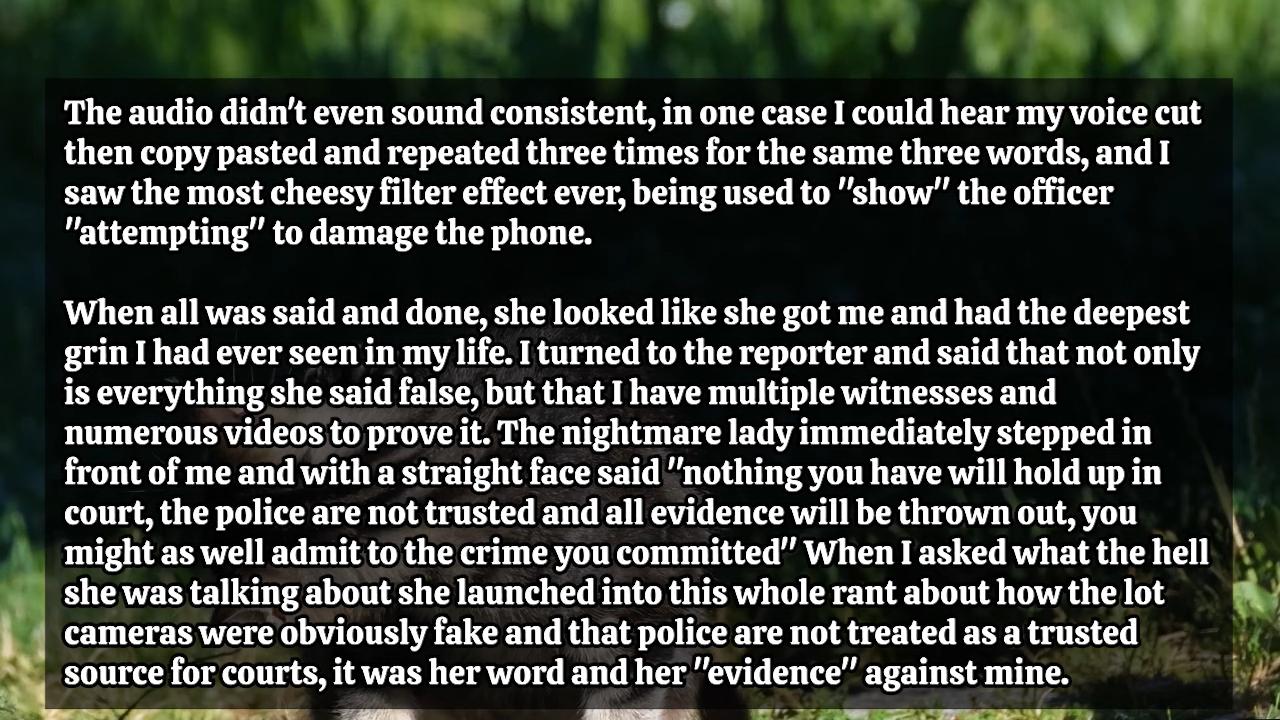 The audio didn't even sound consistent, in one case I could hear my voice cut
then copy pasted and repeated three times for the same three words, and I
saw the most cheesy filter effect ever, being used to "show" the officer
"attempting" to damage the phone.
When all was said and done, she looked like she got me and had the deepest
grin I had ever seen in my life. I turned to the reporter and said that not only
is everything she said false, but that I have multiple witnesses and
numerous videos to prove it. The nightmare lady immediately stepped in
front of me and with a straight face said "nothing you have will hold up in
court, the police are not trusted and all evidence will be thrown out, you
might as well admit to the crime you committed" When I asked what the hell
she was talking about she launched into this whole rant about how the lot
cameras were obviously fake and that police are not treated as a trusted
source for courts, it was her word and her "evidence" against mine.